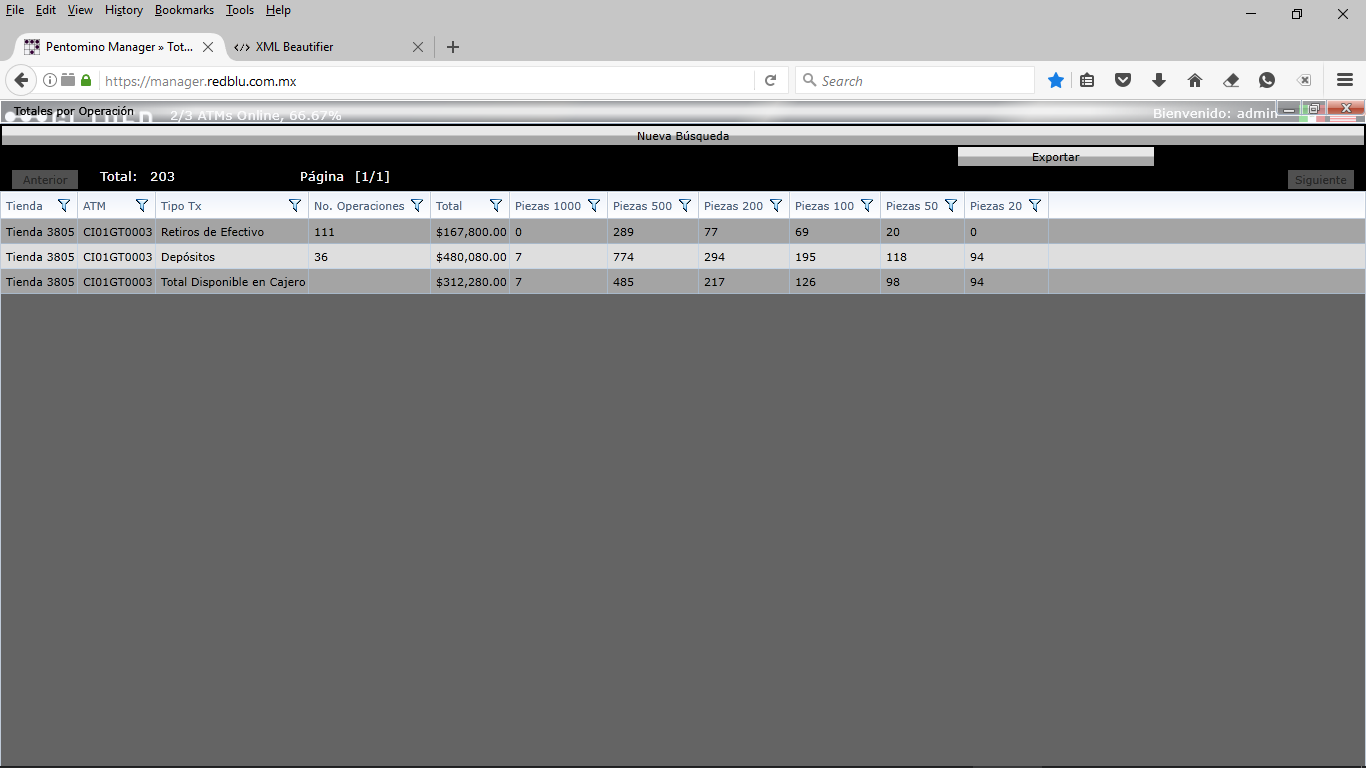 File Edit View History Bookmarks Tools Help
Pentomino Manager » Tot... XML Beautifier
https://manager.redblu.com.mx Search
Totales por Operación 2/3 ATMs Online, 66.67% Bienvenido: admin
Nueva Búsqueda
Exportar
Anterior Total: 203 Página [1/1] Siguiente
Tienda ATM Tipo Tx No. Operaciones Total Piezas 1000 Piezas 500 Piezas 200 Piezas 100 Piezas 50 Piezas 20
Tienda 3805 CI01GT0003 Retiros de Efectivo 111 $167,800.00 0 289 77 69 20 0
Tienda 3805 CI01GT0003 Depósitos 36 $480,080.00 7 774 294 195 118 94
Tienda 3805 CI01GT0003 Total Disponible en Cajero $312,280.00 7 485 217 126 98 94